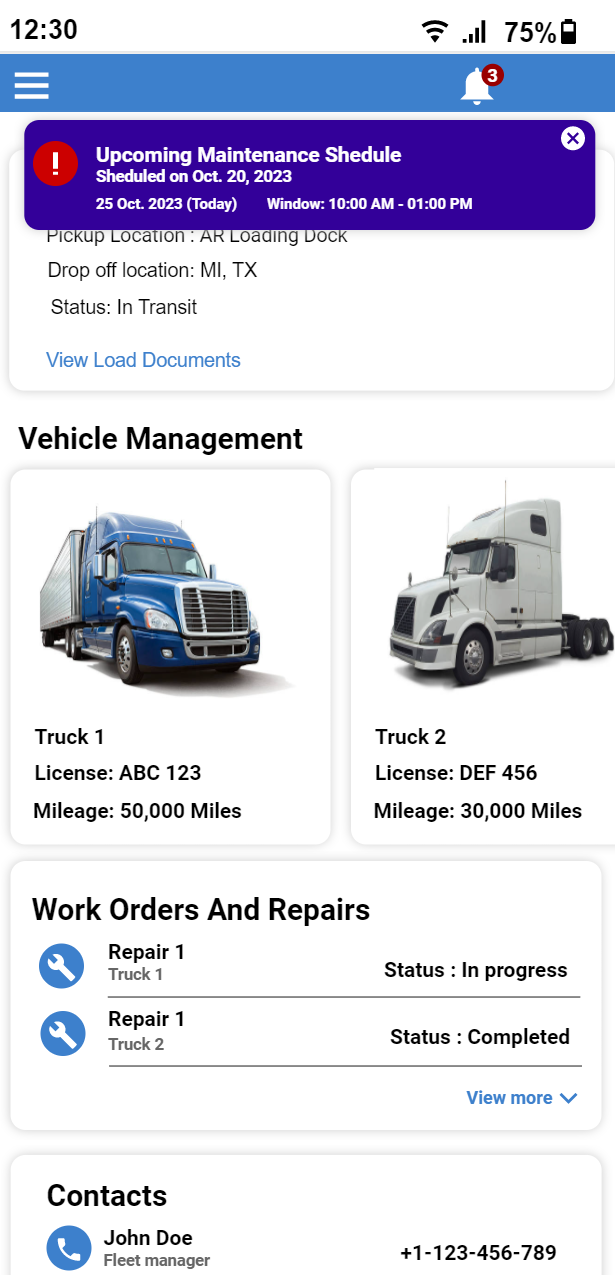 12:30
75%
3
!
Upcoming Maintenance Shedule
Sheduled on Oct. 20, 2023
25 Oct. 2023 (Today) Window: 10:00 AM - 01:00 PM
Pickup Location : AR Loading Dock
Drop off location: MI, TX
Status: In Transit
View Load Documents
Vehicle Management
Truck 1
License: ABC 123
Mileage: 50,000 Miles
Truck 2
License: DEF 456
Mileage: 30,000 Miles
Work Orders And Repairs
Repair 1
Truck 1
Status : In progress
Repair 1
Truck 2
Status : Completed
View more
Contacts
John Doe
Fleet manager
+1-123-456-789